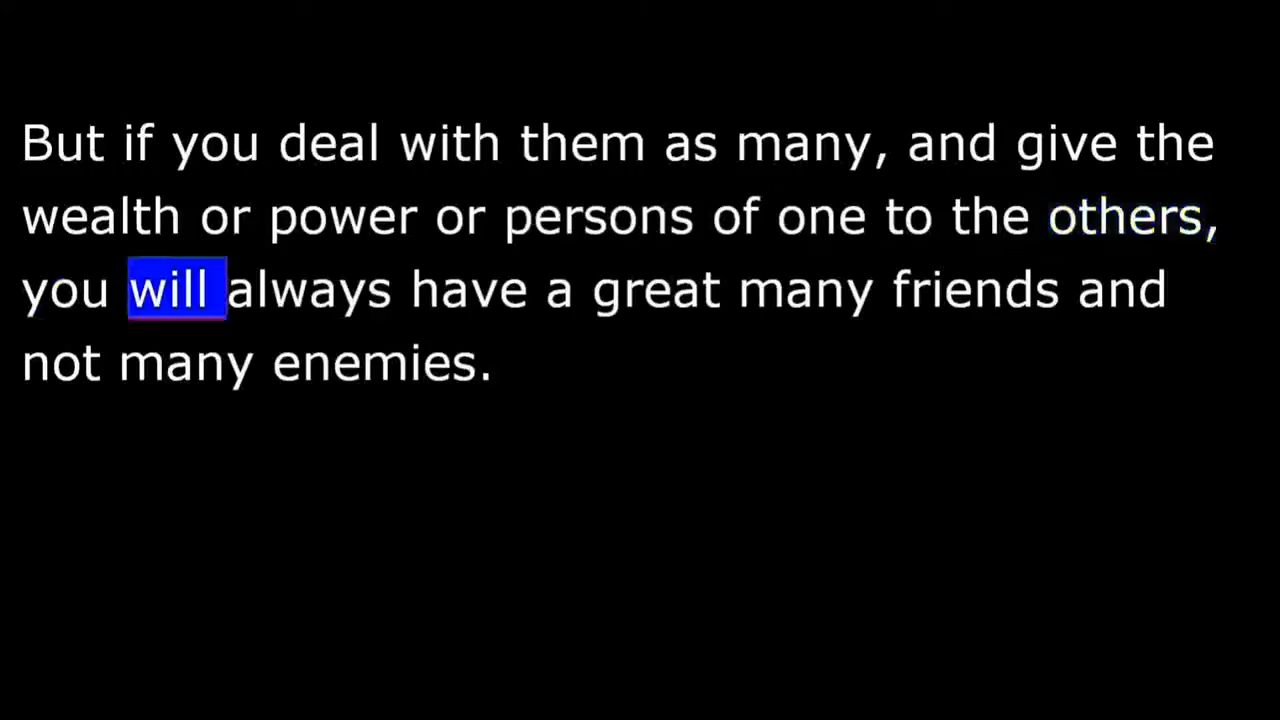 But if you deal with them as many, and give the
wealth or power or persons of one to the others,
you will always have a great many friends and
not many enemies.